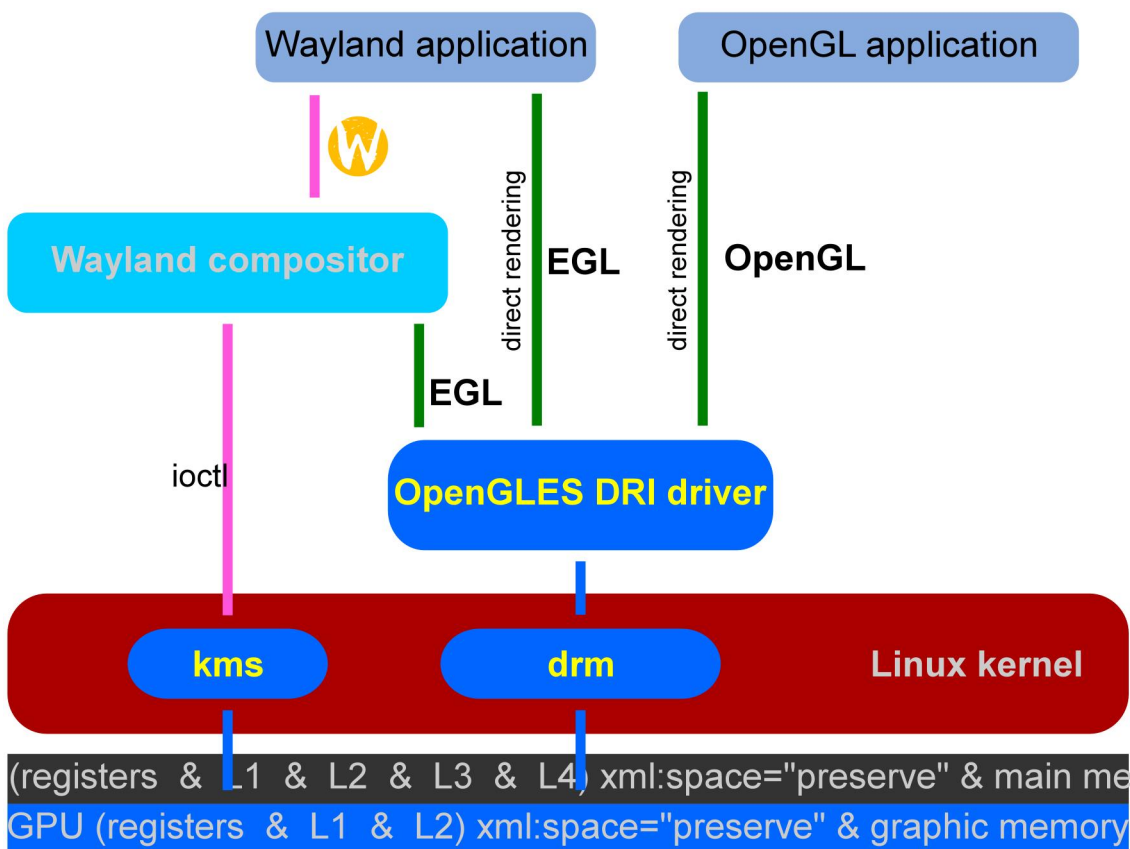 Wayland application
OpenGL application
W
Wayland compositor
direct rendering
EGL
direct rendering
OpenGL
EGL
ioctl
OpenGLES DRI driver
kms
drm
Linux kernel
(registers & L1 & L2 & L3 & L4) xml:space="preserve" & main me
GPU (registers & L1 & L2) xml:space="preserve" & graphic memory